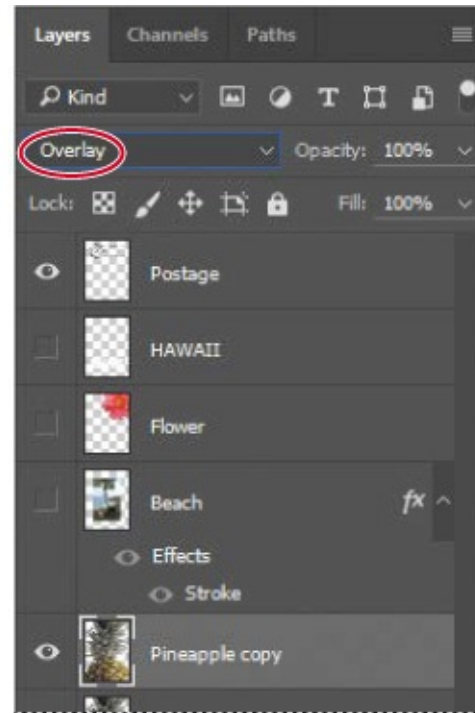 Layers Channels Paths
Kind
Overlay Opacity: 100%
Lock: Fill: 100%
Postage
HAWAII
Flower
Beach fx
Effects
Stroke
Pineapple copy